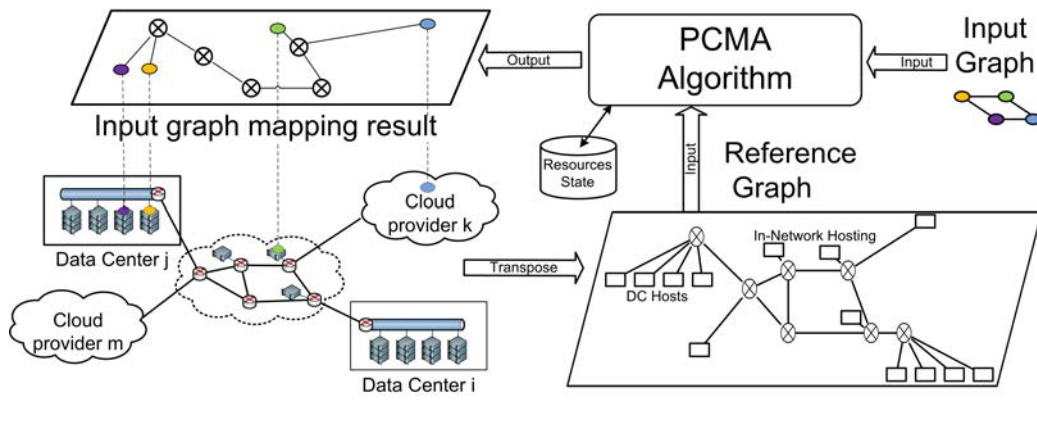 PCMA
Algorithm
Input
Graph
Output
Input
Input graph mapping result
Resources
State
Input
Reference
Graph
Cloud
provider k
Data Center j
Transpose
In-Network Hosting
DC Hosts
Cloud
provider m
Data Center i